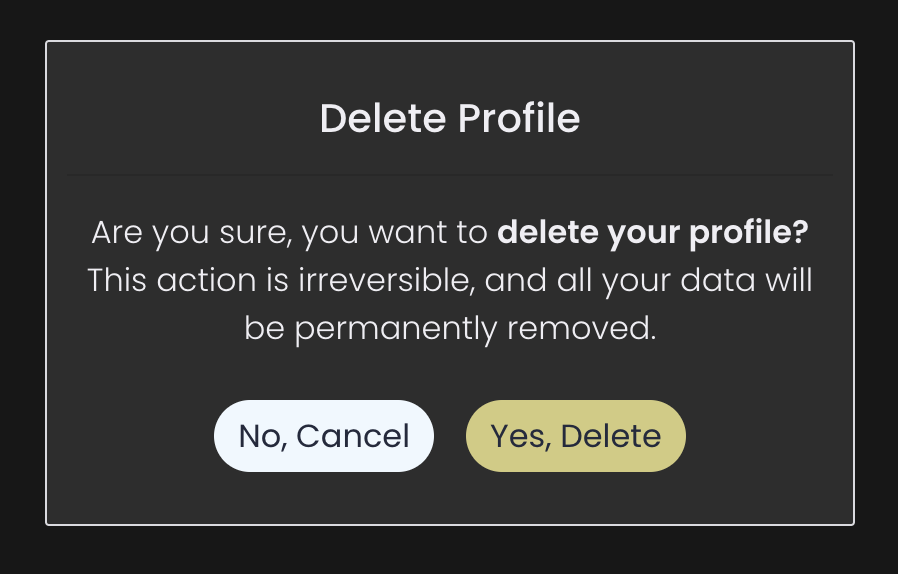 Delete Profile
Are you sure, you want to delete your profile?
This action is irreversible, and all your data will
be permanently removed.
No, Cancel
Yes, Delete